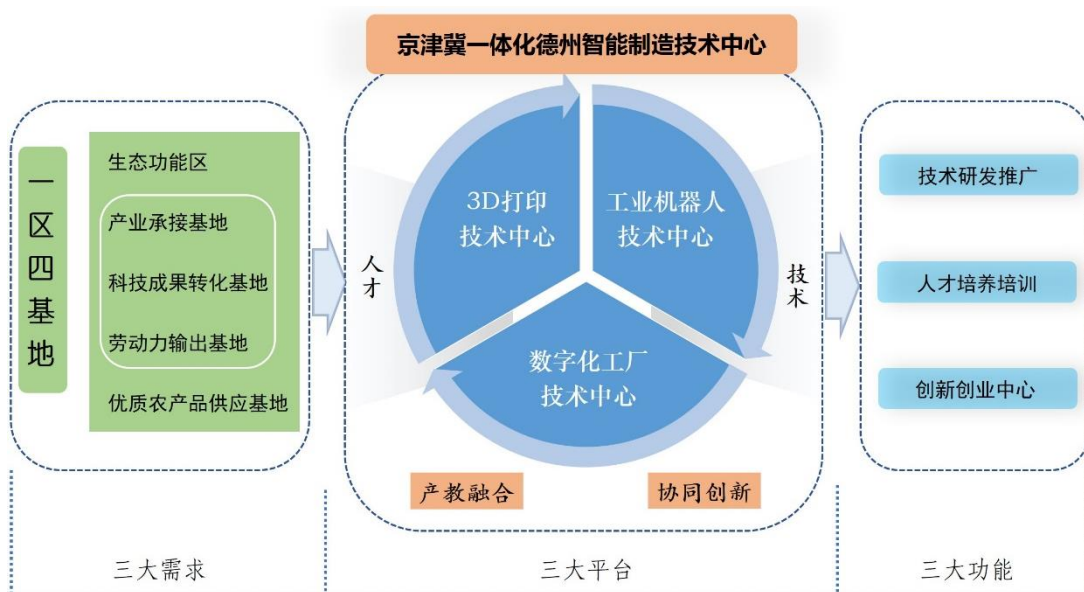 京津冀一体化德州智能制造技术中心
一区四基地
生态功能区
产业承接基地
科技成果转化基地
劳动力输出基地
优质农产品供应基地
人才
3D打印
技术中心
工业机器人
技术中心
数字化工厂
技术中心
技术
产教融合
协同创新
技术研发推广
人才培养培训
创新创业中心
三大需求
三大平台
三大功能